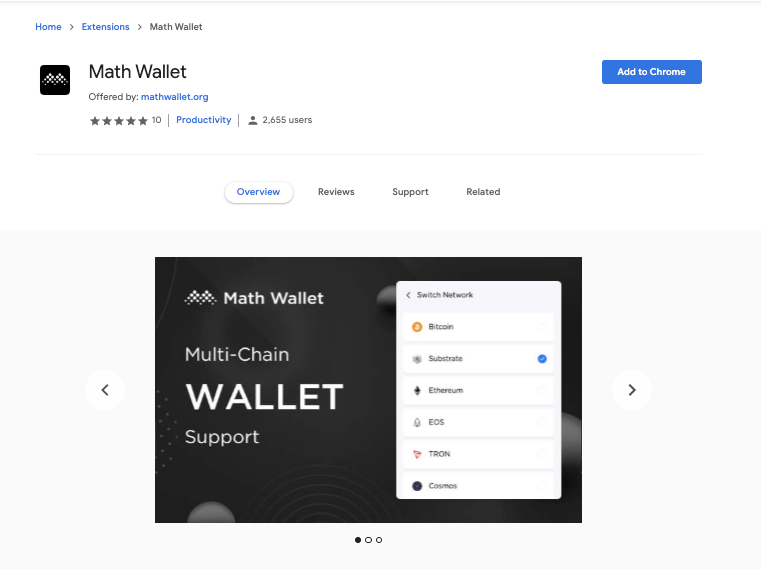 Home > Extensions > Math Wallet
Math Wallet
Add to Chrome
Offered by: mathwallet.org
10 | Productivity | 2,655 users
Overview Reviews Support Related
Math Wallet
Multi-Chain
WALLET
Support
Switch Network
Bitcoin
Substrate
Ethereum
EOS
TRON
Cosmos